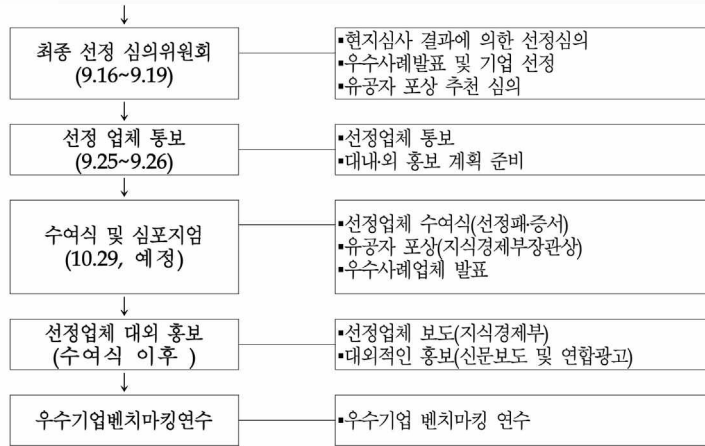 최종 선정 심의위원회
(9.16~9.19)
▪현지심사 결과에 의한 선정심의
▪우수사례발표 및 기업 선정
▪유공자 포상 추천 심의
선정 업체 통보
(9.25~9.26)
▪선정업체 통보
▪대내·외 홍보 계획 준비
수여식 및 심포지엄
(10.29, 예정)
▪선정업체 수여식(선정패·증서)
▪유공자 포상(지식경제부장관상)
▪우수사례업체 발표
선정업체 대외 홍보
(수여식 이후 )
▪선정업체 보도(지식경제부)
▪대외적인 홍보(신문보도 및 연합광고)
우수기업벤치마킹연수
▪우수기업 벤치마킹 연수